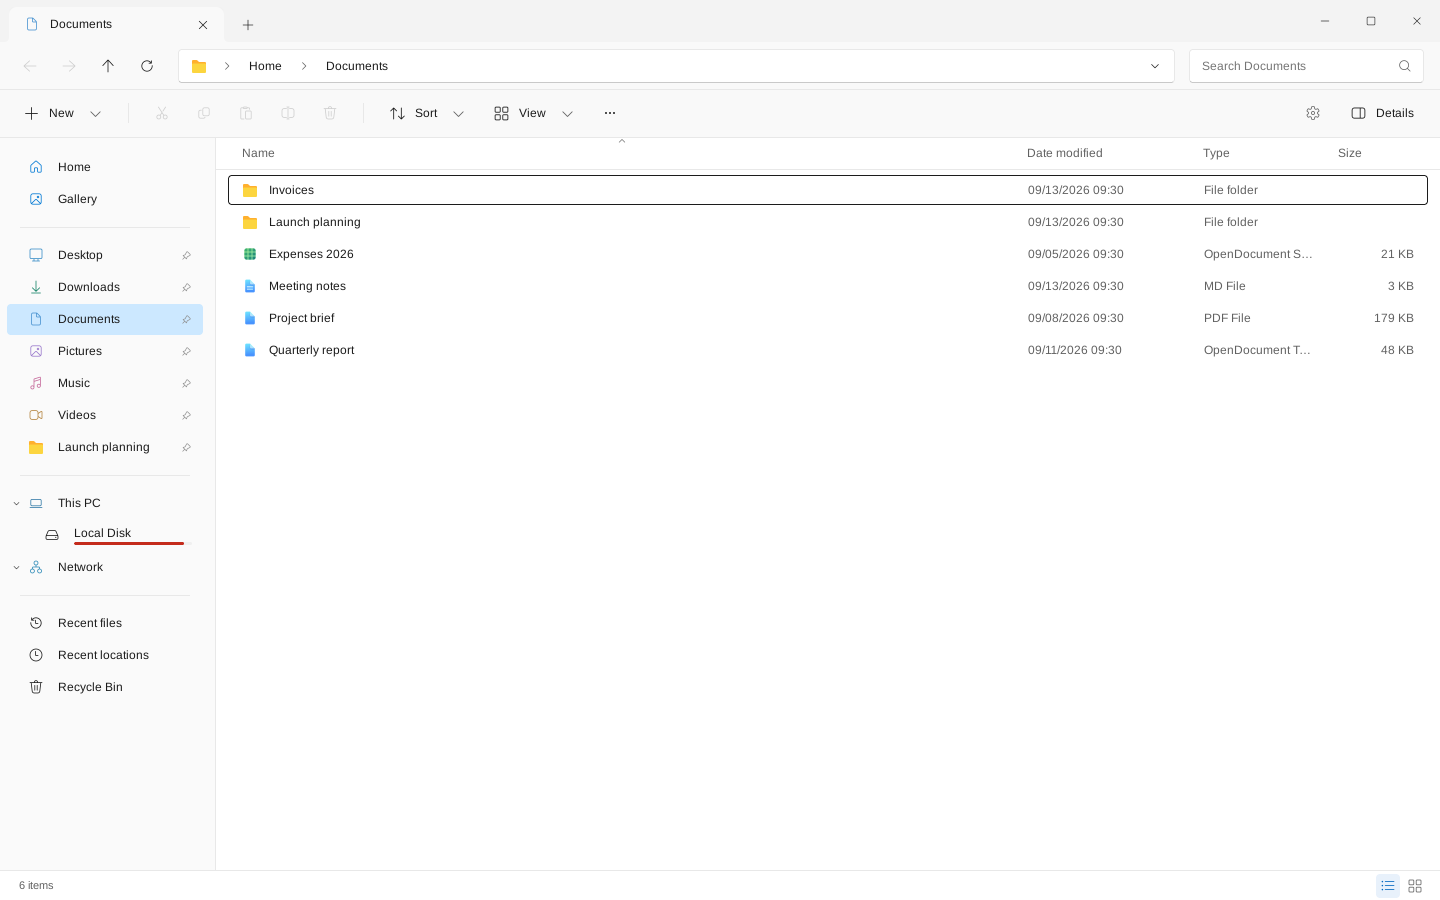 Documents
Home
Documents
Search Documents
New
Sort
View
Details
Home
Gallery
Desktop
Downloads
Documents
Pictures
Music
Videos
Launch planning
This PC
Local Disk
Network
Recent files
Recent locations
Recycle Bin
Name Date modified Type Size
Invoices 09/13/2026 09:30 File folder
Launch planning 09/13/2026 09:30 File folder
Expenses 2026 09/05/2026 09:30 OpenDocument S... 21 KB
Meeting notes 09/13/2026 09:30 MD File 3 KB
Project brief 09/08/2026 09:30 PDF File 179 KB
Quarterly report 09/11/2026 09:30 OpenDocument T... 48 KB
6 items